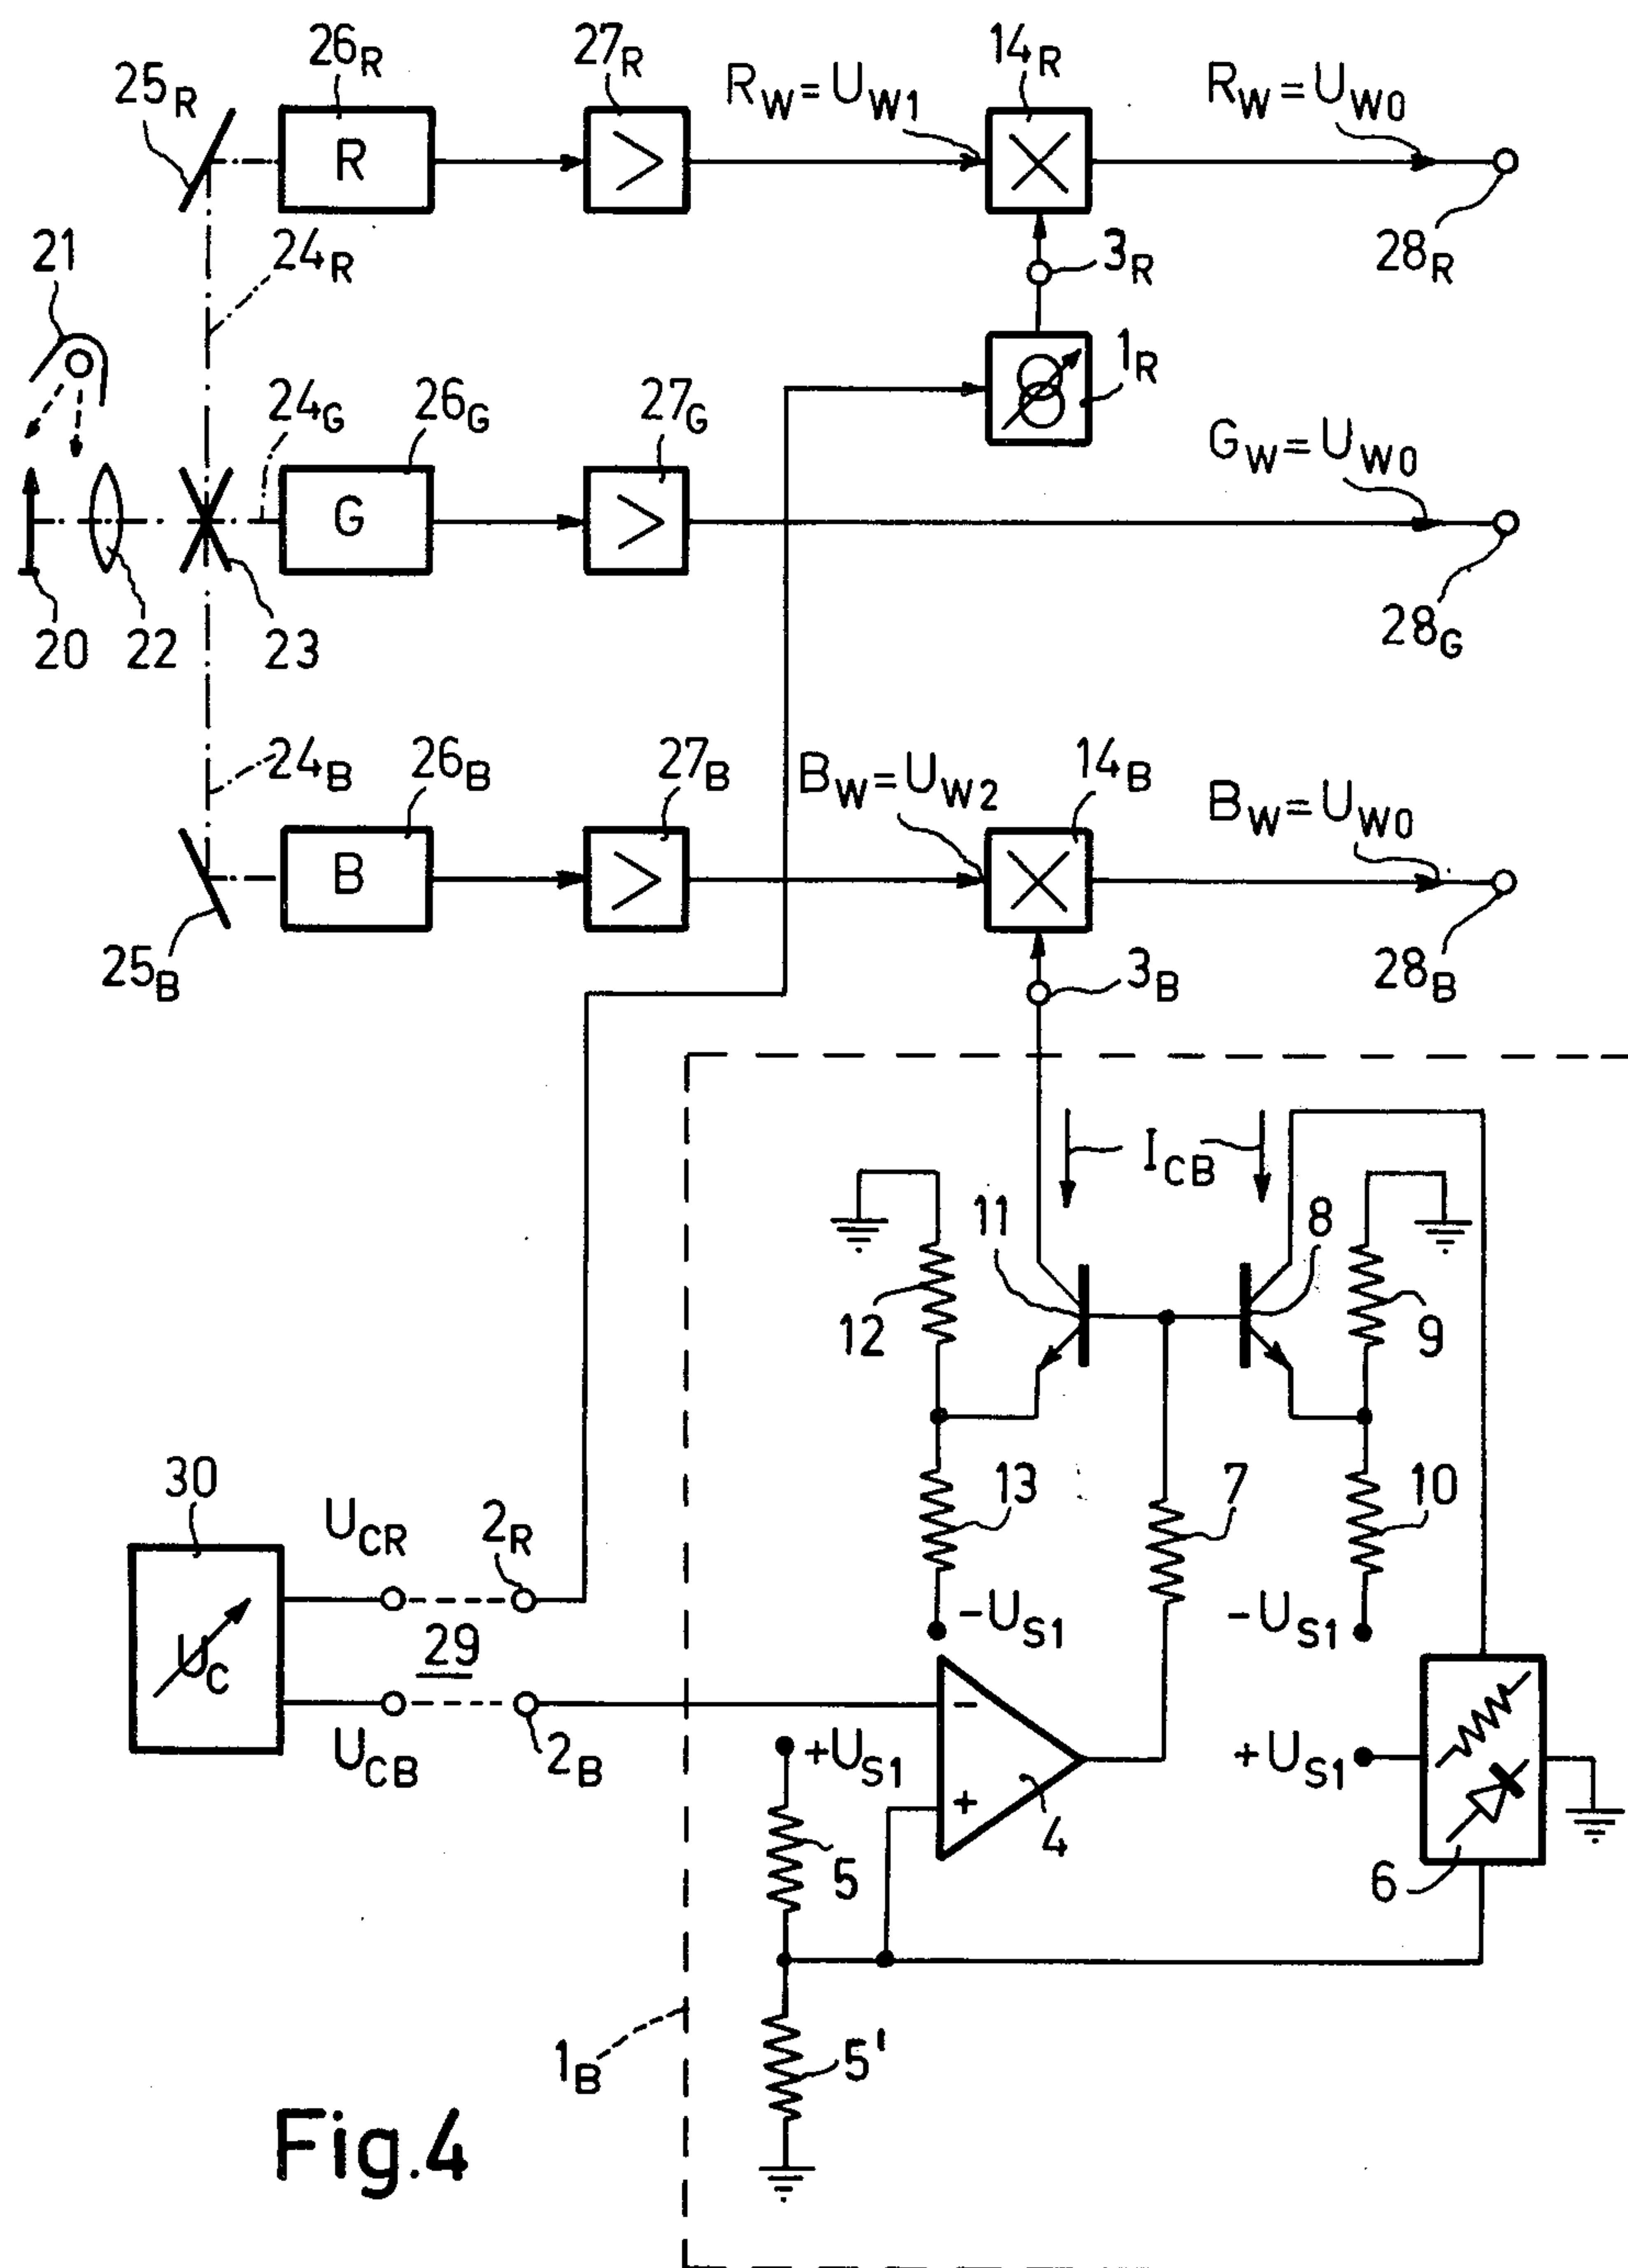 26R 27R 14R
25R R RW=UW1 RW=UW0
R > ×
21 24R 3R 28R
1R
24G 26G 27G GW=UW0
G >
20 22 23 28G
24B 26B 27B BW=UW2 14B BW=UW0
B > ×
25B 3B 28B
ICB
11 8
12 9
30 UCR 2R 13 7 10
UC 29 -US1 -US1
UCB 2B +US1 - +US1
+ 4
5 6
1B 5'
Fig.4